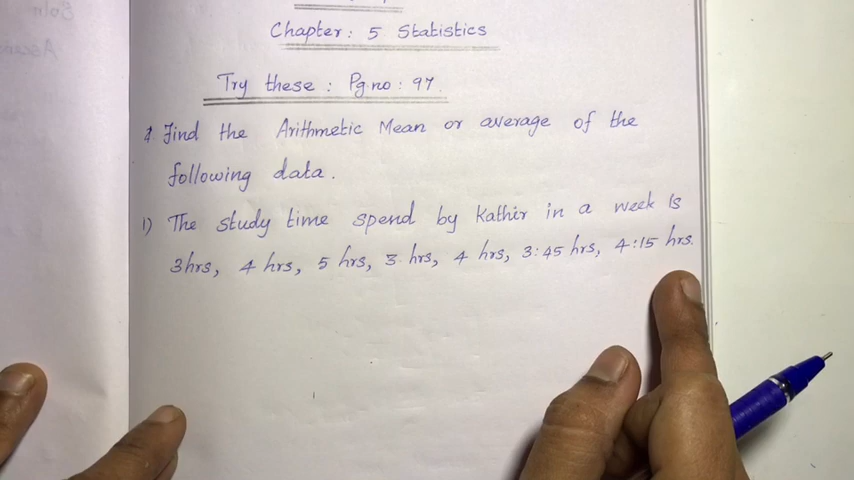 Chapter: 5 Statistics
Try these: Pg.no: 97.
Find the Arithmetic Mean or average of the
following data.
1) The study time spend by Kathir in a week is
3hrs, 4 hrs, 5 hrs, 3 hrs, 4 hrs, 3:45 hrs, 4:15 hrs.